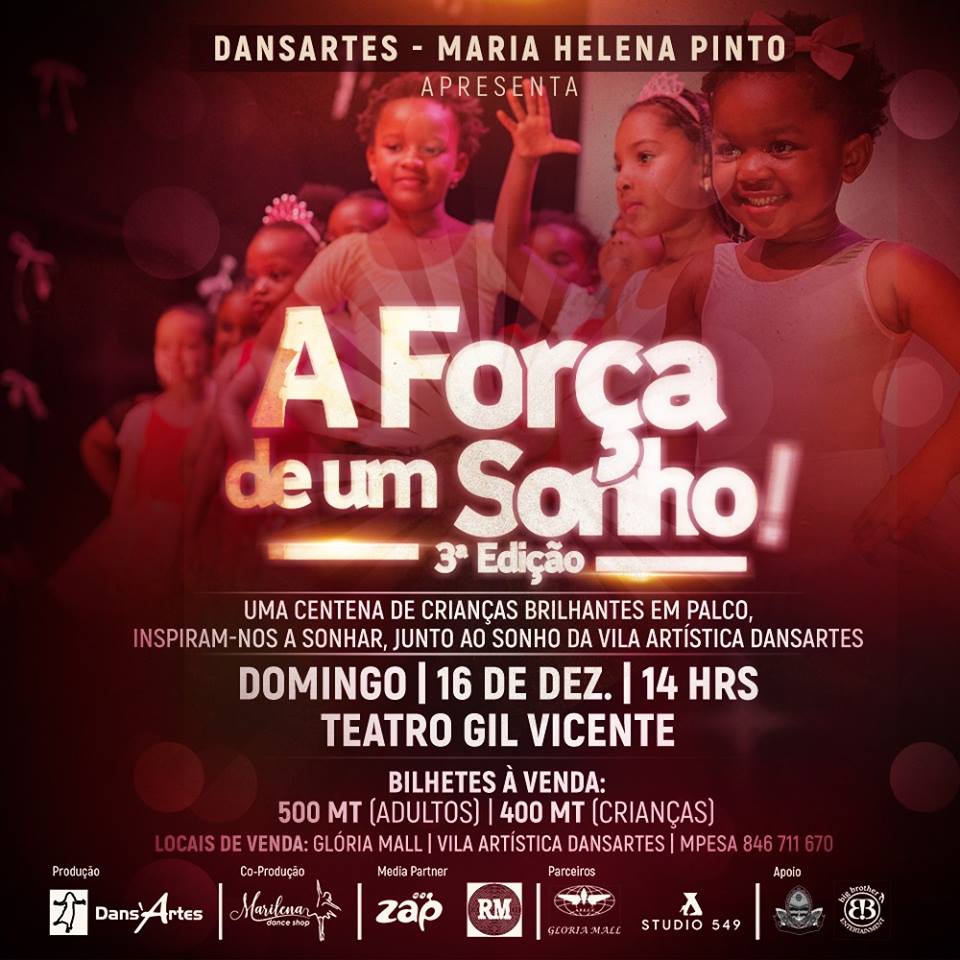 DANSARTES - MARIA HELENA PINTO
APRESENTA
A Força
de um Sonho!
3ª Edição
UMA CENTENA DE CRIANÇAS BRILHANTES EM PALCO,
INSPIRAM-NOS A SONHAR, JUNTO AO SONHO DA VILA ARTÍSTICA DANSARTES
DOMINGO | 16 DE DEZ. | 14 HRS
TEATRO GIL VICENTE
BILHETES À VENDA:
500 MT (ADULTOS) | 400 MT (CRIANÇAS)
LOCAIS DE VENDA: GLÓRIA MALL | VILA ARTÍSTICA DANSARTES | MPESA 846 711 670
Produção
Dans'Artes
Co-Produção
Marilena
dance shop
Media Partner
zap
RM
Parceiros
GLORIA MALL
STUDIO 549
Apoio
big brother
ENTERTAINMENT